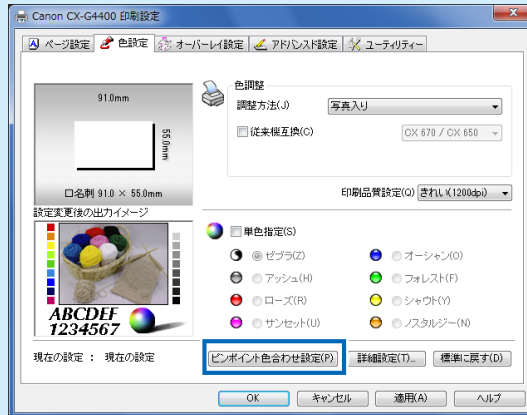 Canon CX-G4400 印刷設定
ページ設定 色設定 オーバーレイ設定 アドバンスド設定 ユーティリティー
色調整
調整方法(J) 写真入り
従来機互換(C) CX 670 / CX 650
91.0mm
55.0mm
口名刺 91.0 × 55.0mm
印刷品質設定(Q) きれい(1200dpi)
設定変更後の出力イメージ
ABCDEF
1234567
単色指定(S)
ゼブラ(Z) オーシャン(O)
アッシュ(H) フォレスト(F)
ローズ(R) シャウト(Y)
サンセット(U) ノスタルジー(N)
現在の設定 : 現在の設定
ピンポイント色合わせ設定(P) 詳細設定(T)... 標準に戻す(D)
OK キャンセル 適用(A) ヘルプ